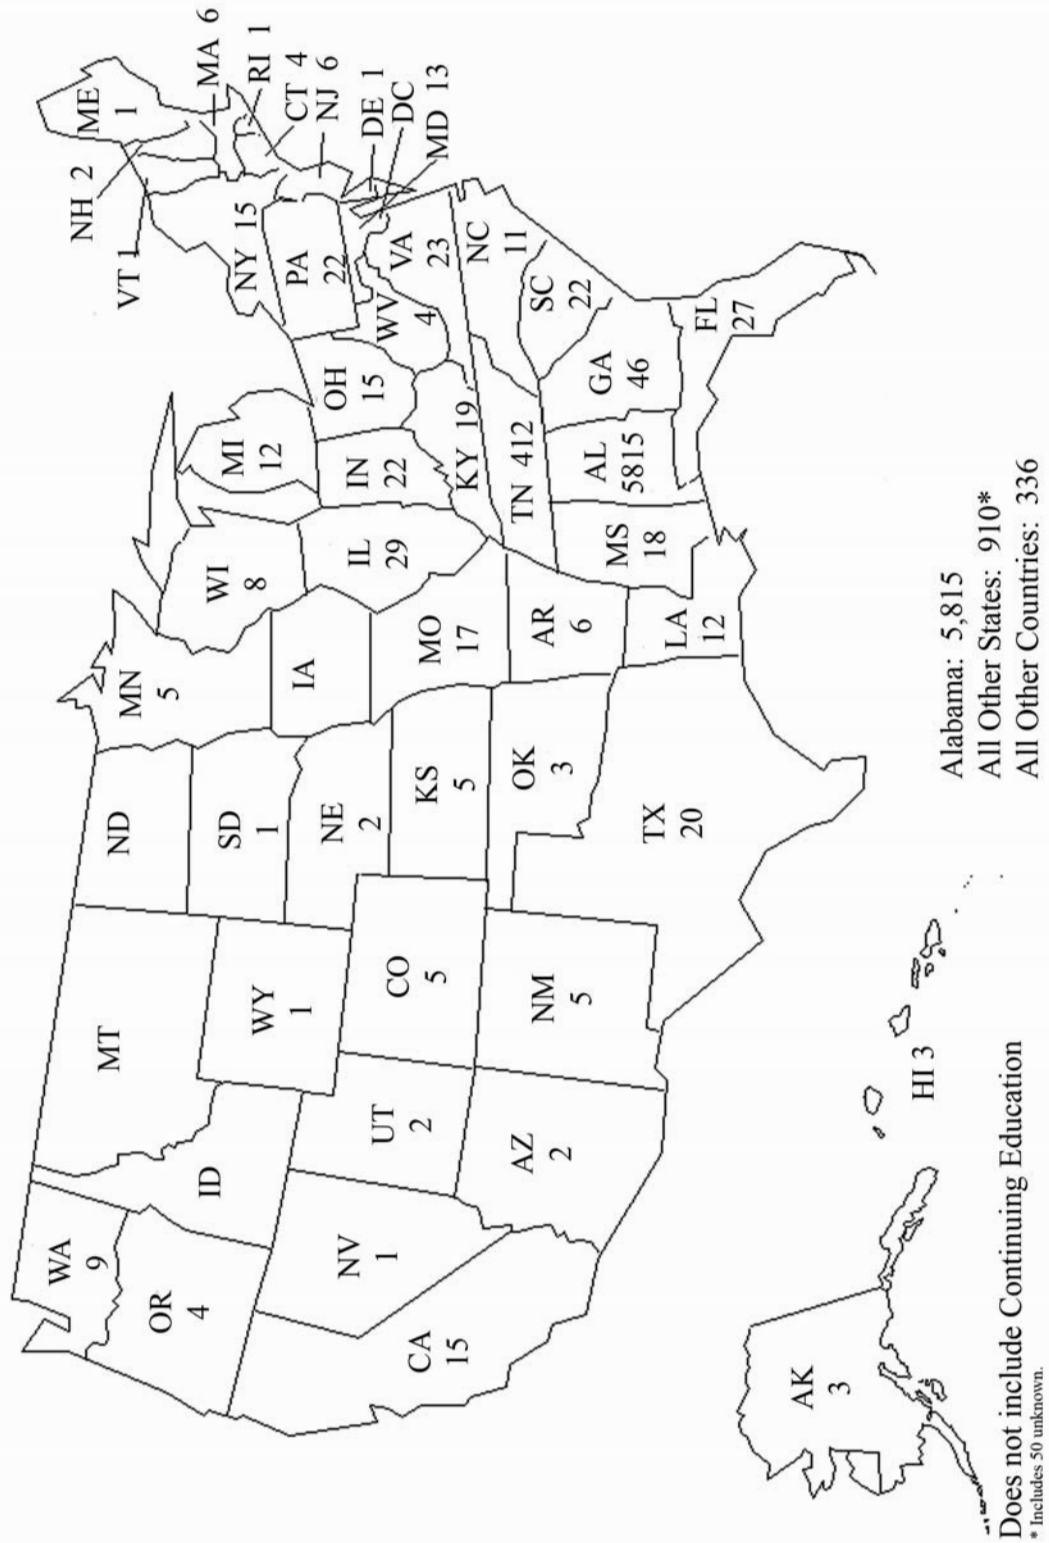 WA
9
OR
4
CA
15
NV
1
ID
MT
WY
1
UT
2
AZ
2
CO
5
NM
5
ND
SD
1
NE
2
KS
5
OK
3
TX
20
MN
5
IA
MO
17
AR
6
LA
12
WI
8
IL
29
MI
12
IN
22
OH
15
KY 19
TN 412
MS
18
AL
5815
GA
46
FL
27
SC
22
NC
11
VA
23
WV
4
PA
22
NY 15
VT 1
NH 2
ME
1
MA 6
RI 1
CT 4
NJ 6
DE 1
DC
MD 13
AK
3
HI 3
Alabama: 5,815
All Other States: 910*
All Other Countries: 336
Does not include Continuing Education
* Includes 50 unknown.